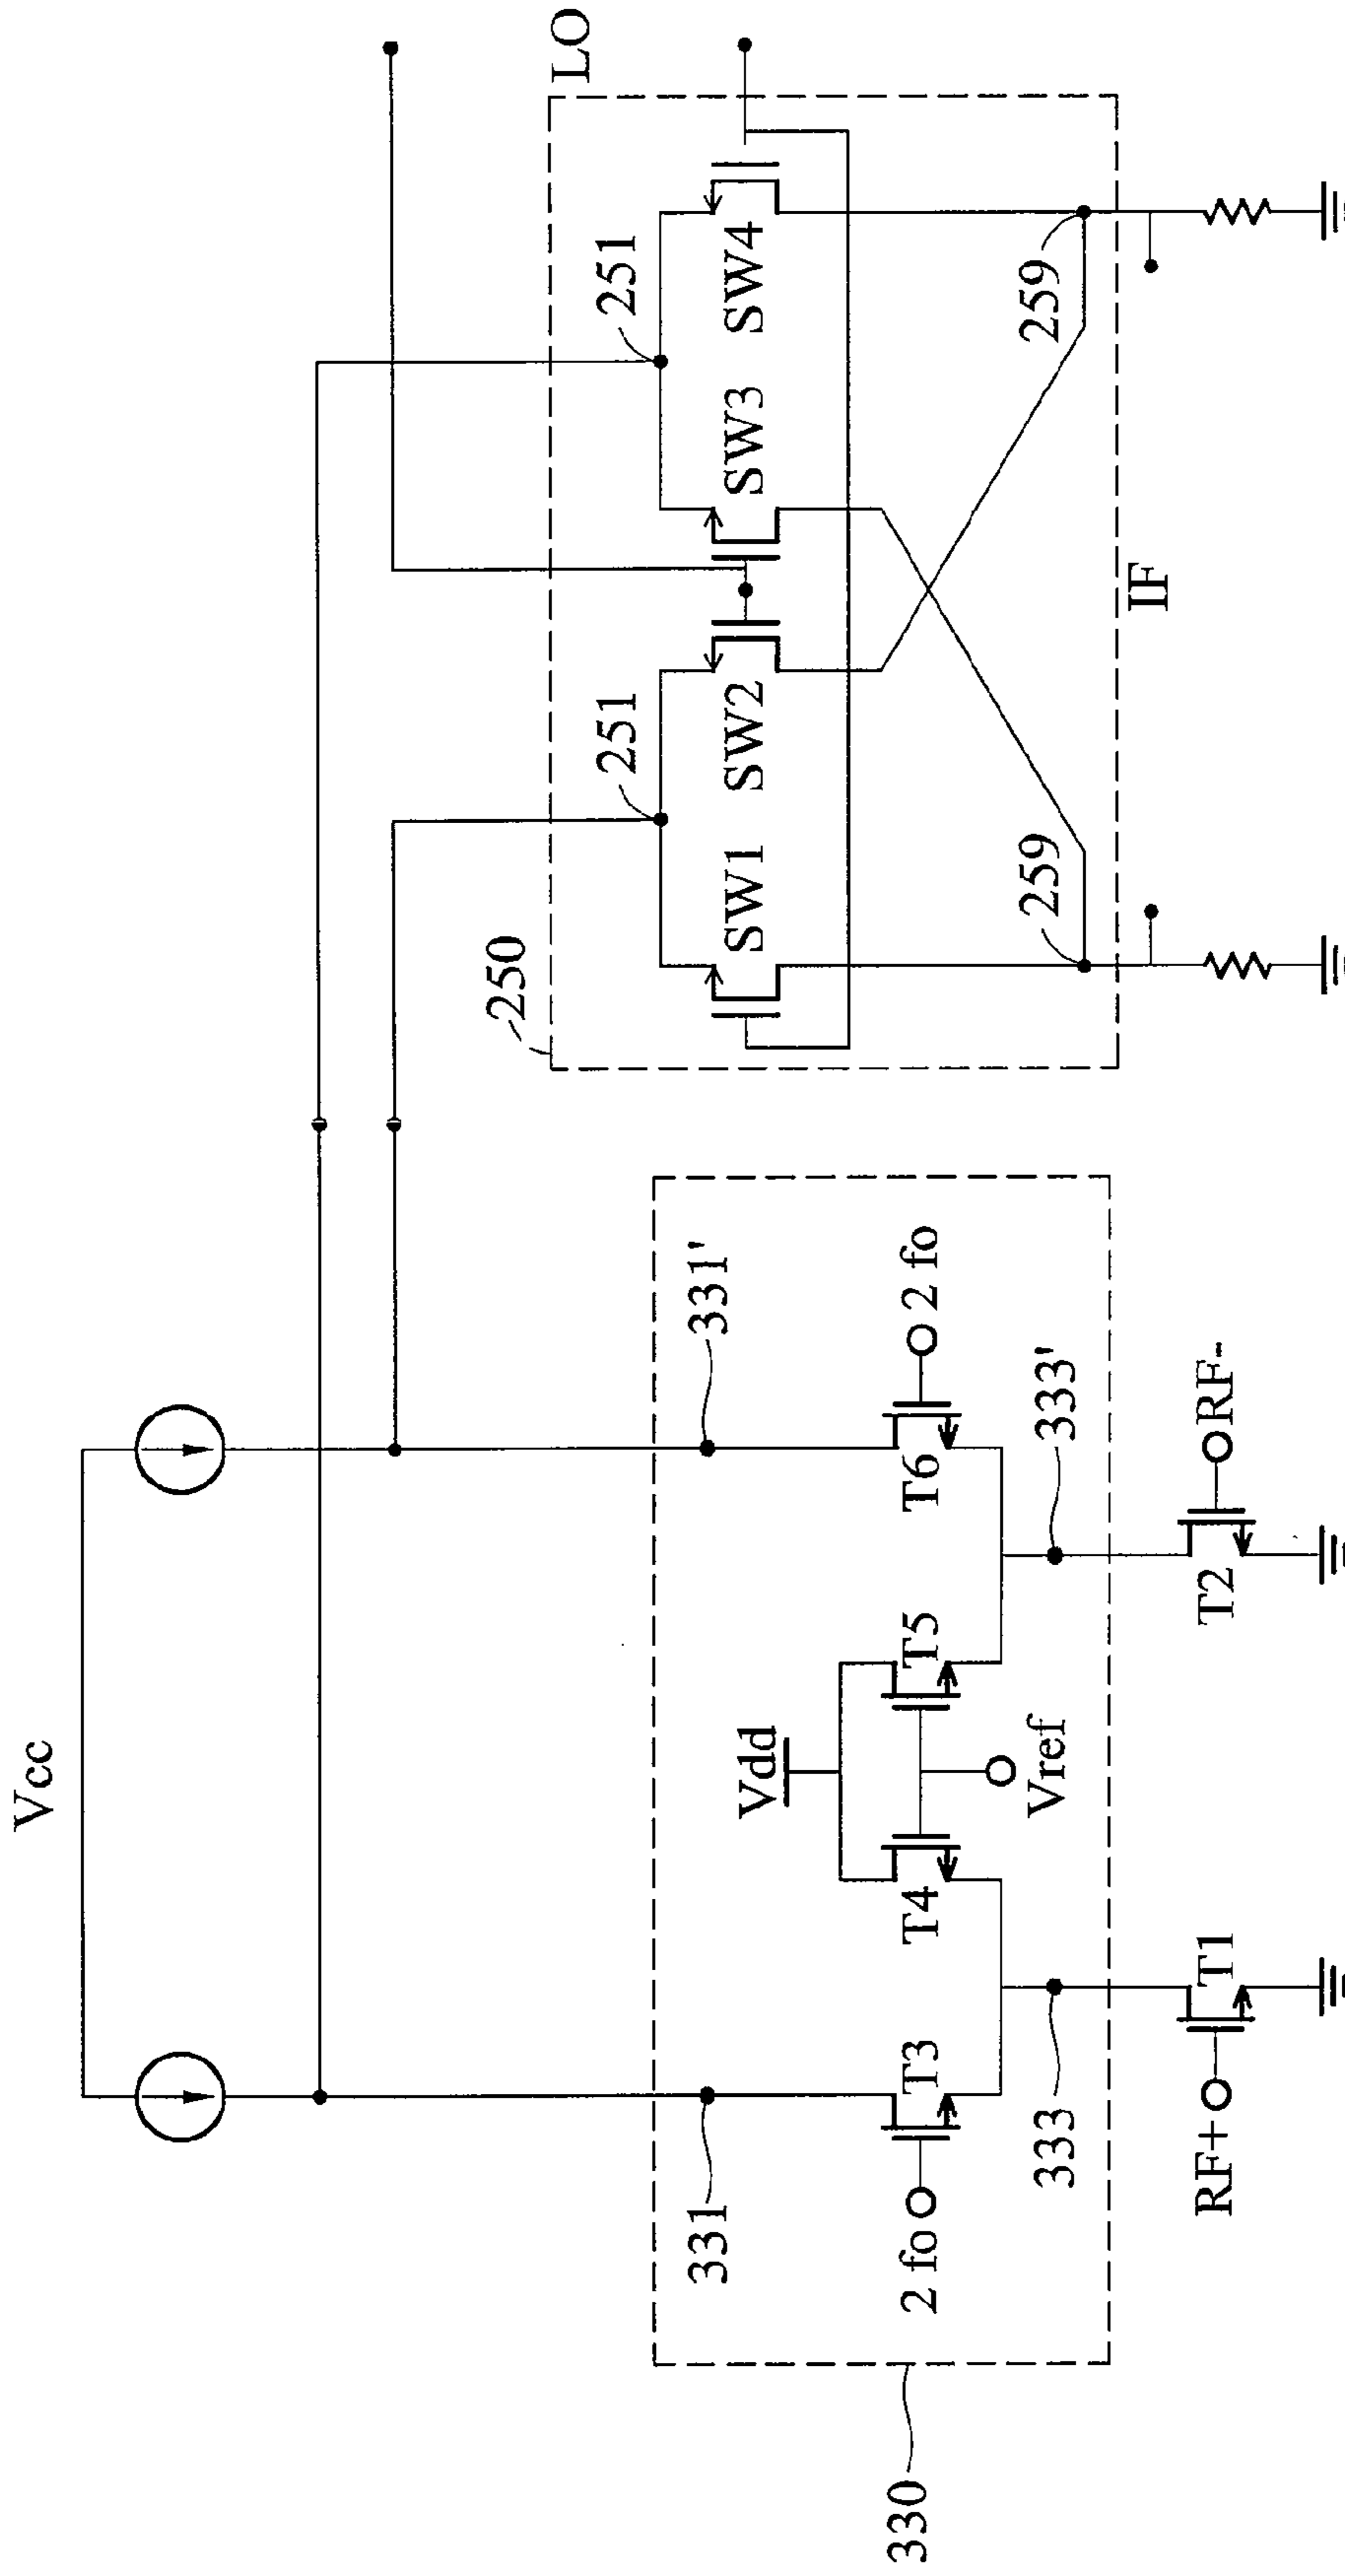 Vcc
LO
250
251
251
SW1
SW2
SW3
SW4
259
259
IF
331
331'
Vdd
2 fo
T3
T4
T5
T6
2 fo
Vref
333
333'
RF+
T1
T2
RF-
330